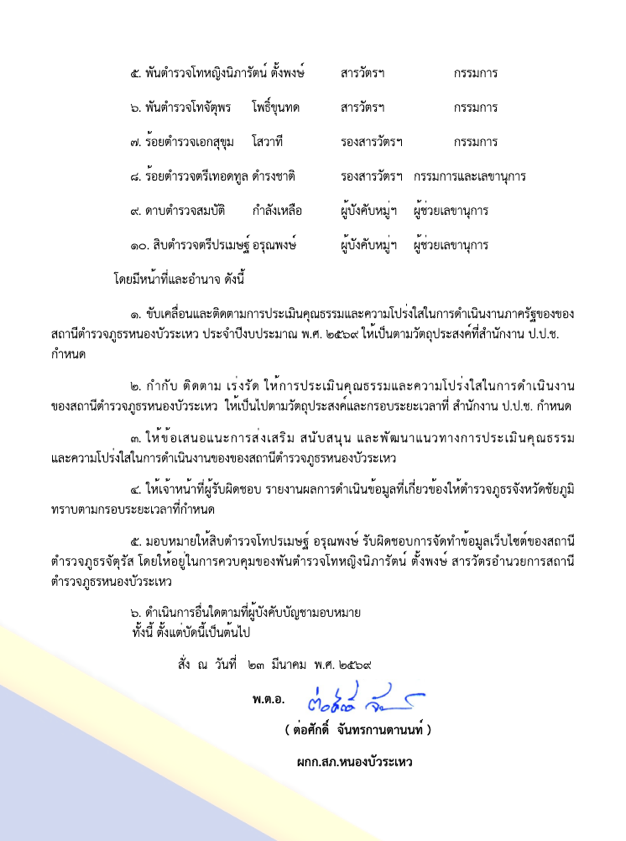 ๕. พันตำรวจโทหญิงนิภารัตน์ ตั้งพงษ์ สารวัตรฯ กรรมการ
๖. พันตำรวจโทจัตุพร โพธิ์ขุนทด สารวัตรฯ กรรมการ
๗. ร้อยตำรวจเอกสุขุม โสวาที รองสารวัตรฯ กรรมการ
๘. ร้อยตำรวจตรีเทอดทูล ดำรงชาติ รองสารวัตรฯ กรรมการและเลขานุการ
๙. ดาบตำรวจสมบัติ กำลังเหลือ ผู้บังคับหมู่ฯ ผู้ช่วยเลขานุการ
๑๐. สิบตำรวจตรีปรเมษฐ์ อรุณพงษ์ ผู้บังคับหมู่ฯ ผู้ช่วยเลขานุการ
โดยมีหน้าที่และอำนาจ ดังนี้
๑. ขับเคลื่อนและติดตามการประเมินคุณธรรมและความโปร่งใสในการดำเนินงานภาครัฐของของ
สถานีตำรวจภูธรหนองบัวระเหว ประจำปีงบประมาณ พ.ศ. ๒๕๖๙ ให้เป็นตามวัตถุประสงค์ที่สำนักงาน ป.ป.ช.
กำหนด
๒. กำกับ ติดตาม เร่งรัด ให้การประเมินคุณธรรมและความโปร่งใสในการดำเนินงาน
ของสถานีตำรวจภูธรหนองบัวระเหว ให้เป็นไปตามวัตถุประสงค์และกรอบระยะเวลาที่ สำนักงาน ป.ป.ช. กำหนด
๓. ให้ข้อเสนอแนะการส่งเสริม สนับสนุน และพัฒนาแนวทางการประเมินคุณธรรม
และความโปร่งใสในการดำเนินงานของของสถานีตำรวจภูธรหนองบัวระเหว
๔. ให้เจ้าหน้าที่ผู้รับผิดชอบ รายงานผลการดำเนินข้อมูลที่เกี่ยวข้องให้ตำรวจภูธรจังหวัดชัยภูมิ
ทราบตามกรอบระยะเวลาที่กำหนด
๕. มอบหมายให้สิบตำรวจโทปรเมษฐ์ อรุณพงษ์ รับผิดชอบการจัดทำข้อมูลเว็บไซต์ของสถานี
ตำรวจภูธรจัตุรัส โดยให้อยู่ในการควบคุมของพันตำรวจโทหญิงนิภารัตน์ ตั้งพงษ์ สารวัตรอำนวยการสถานี
ตำรวจภูธรหนองบัวระเหว
๖. ดำเนินการอื่นใดตามที่ผู้บังคับบัญชามอบหมาย
ทั้งนี้ ตั้งแต่บัดนี้เป็นต้นไป
สั่ง ณ วันที่ ๒๓ มีนาคม พ.ศ. ๒๕๖๙
พ.ต.อ.
( ต่อศักดิ์ จันทรกานตานนท์ )
ผกก.สภ.หนองบัวระเหว